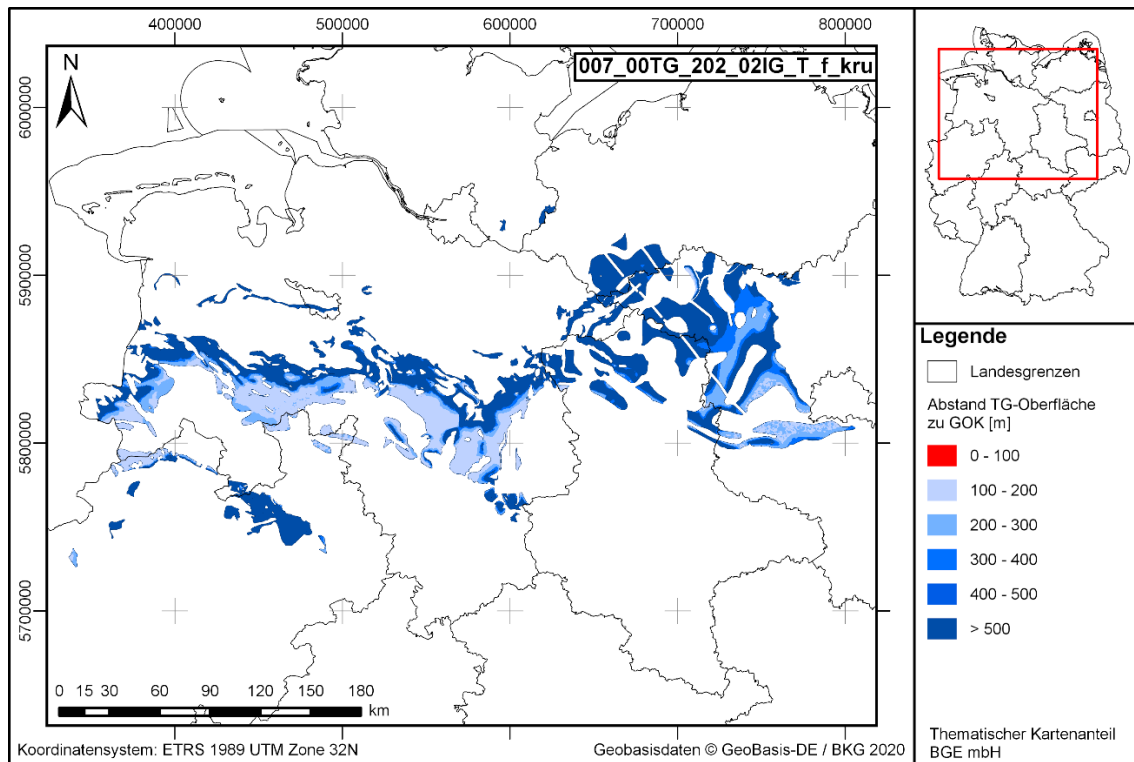 400000 500000 600000 700000 800000
007_00TG_202_02IG_T_f_kru
N
6000000
5900000
5800000
5700000
0 15 30 60 90 120 150 180
km
Koordinatensystem: ETRS 1989 UTM Zone 32N
Geobasisdaten © GeoBasis-DE / BKG 2020
Legende
Landesgrenzen
Abstand TG-Oberfläche
zu GOK [m]
0 - 100
100 - 200
200 - 300
300 - 400
400 - 500
> 500
Thematischer Kartenanteil
BGE mbH